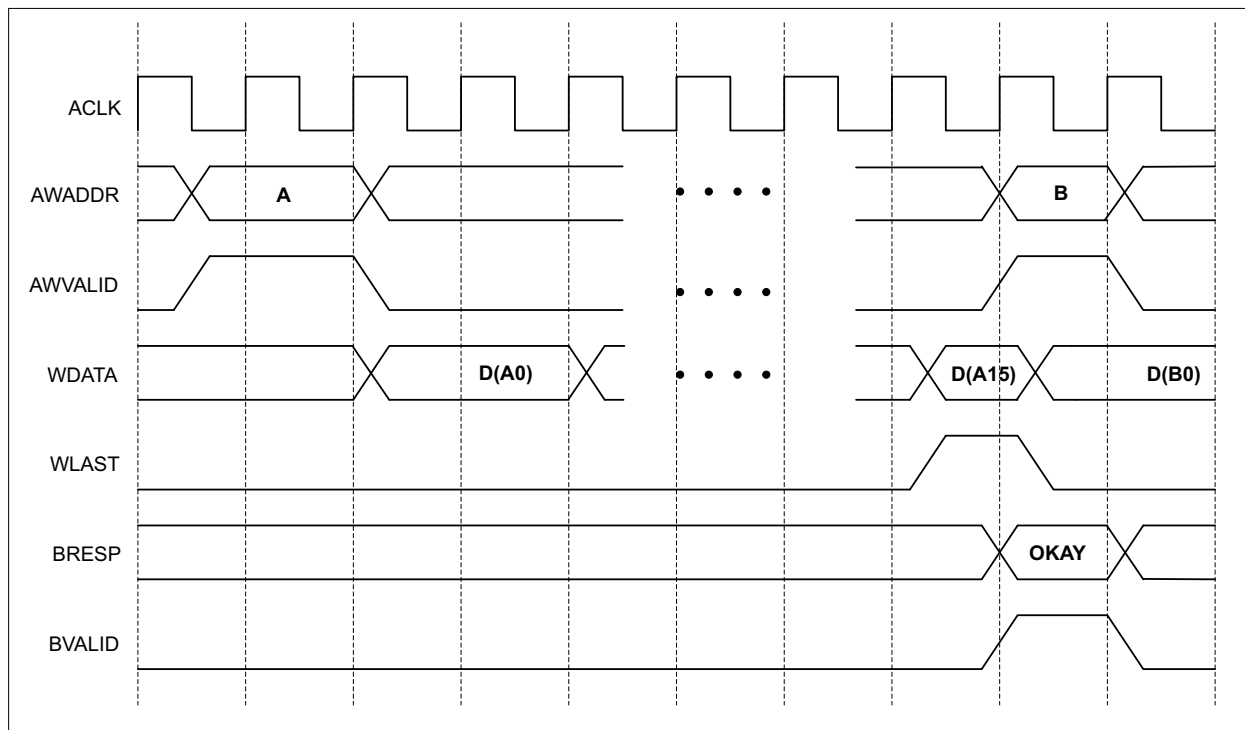 ACLK
AWADDR A B
AWVALID
WDATA D(A0) D(A15) D(B0)
WLAST
BRESP OKAY
BVALID